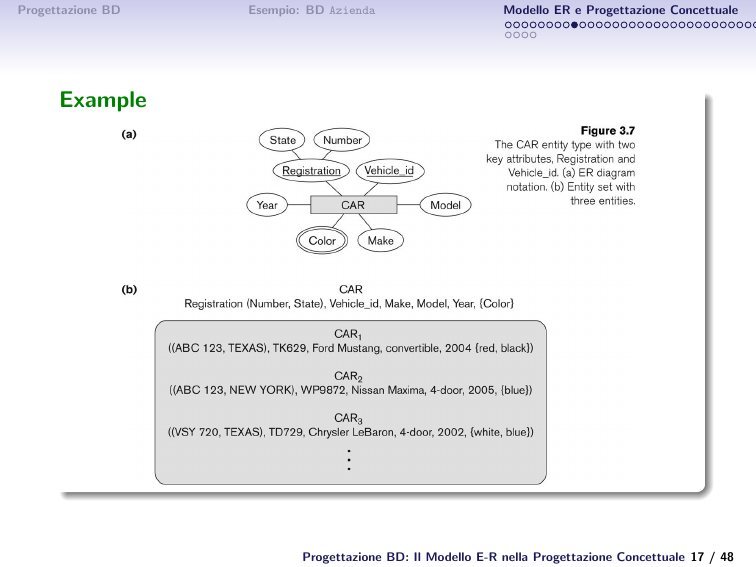 Progettazione BD
Esempio: BD Azienda
Modello ER e Progettazione Concettuale
Example
(a)
State
Number
Registration
Vehicle_id
Year
CAR
Model
Color
Make
Figure 3.7
The CAR entity type with two
key attributes, Registration and
Vehicle_id. (a) ER diagram
notation. (b) Entity set with
three entities.
(b)
CAR
Registration (Number, State), Vehicle_id, Make, Model, Year, {Color}
CAR₁
((ABC 123, TEXAS), TK629, Ford Mustang, convertible, 2004 {red, black})
CAR₂
((ABC 123, NEW YORK), WP9872, Nissan Maxima, 4-door, 2005, {blue})
CAR₃
((VSY 720, TEXAS), TD729, Chrysler LeBaron, 4-door, 2002, {white, blue})
Progettazione BD: Il Modello E-R nella Progettazione Concettuale 17 / 48